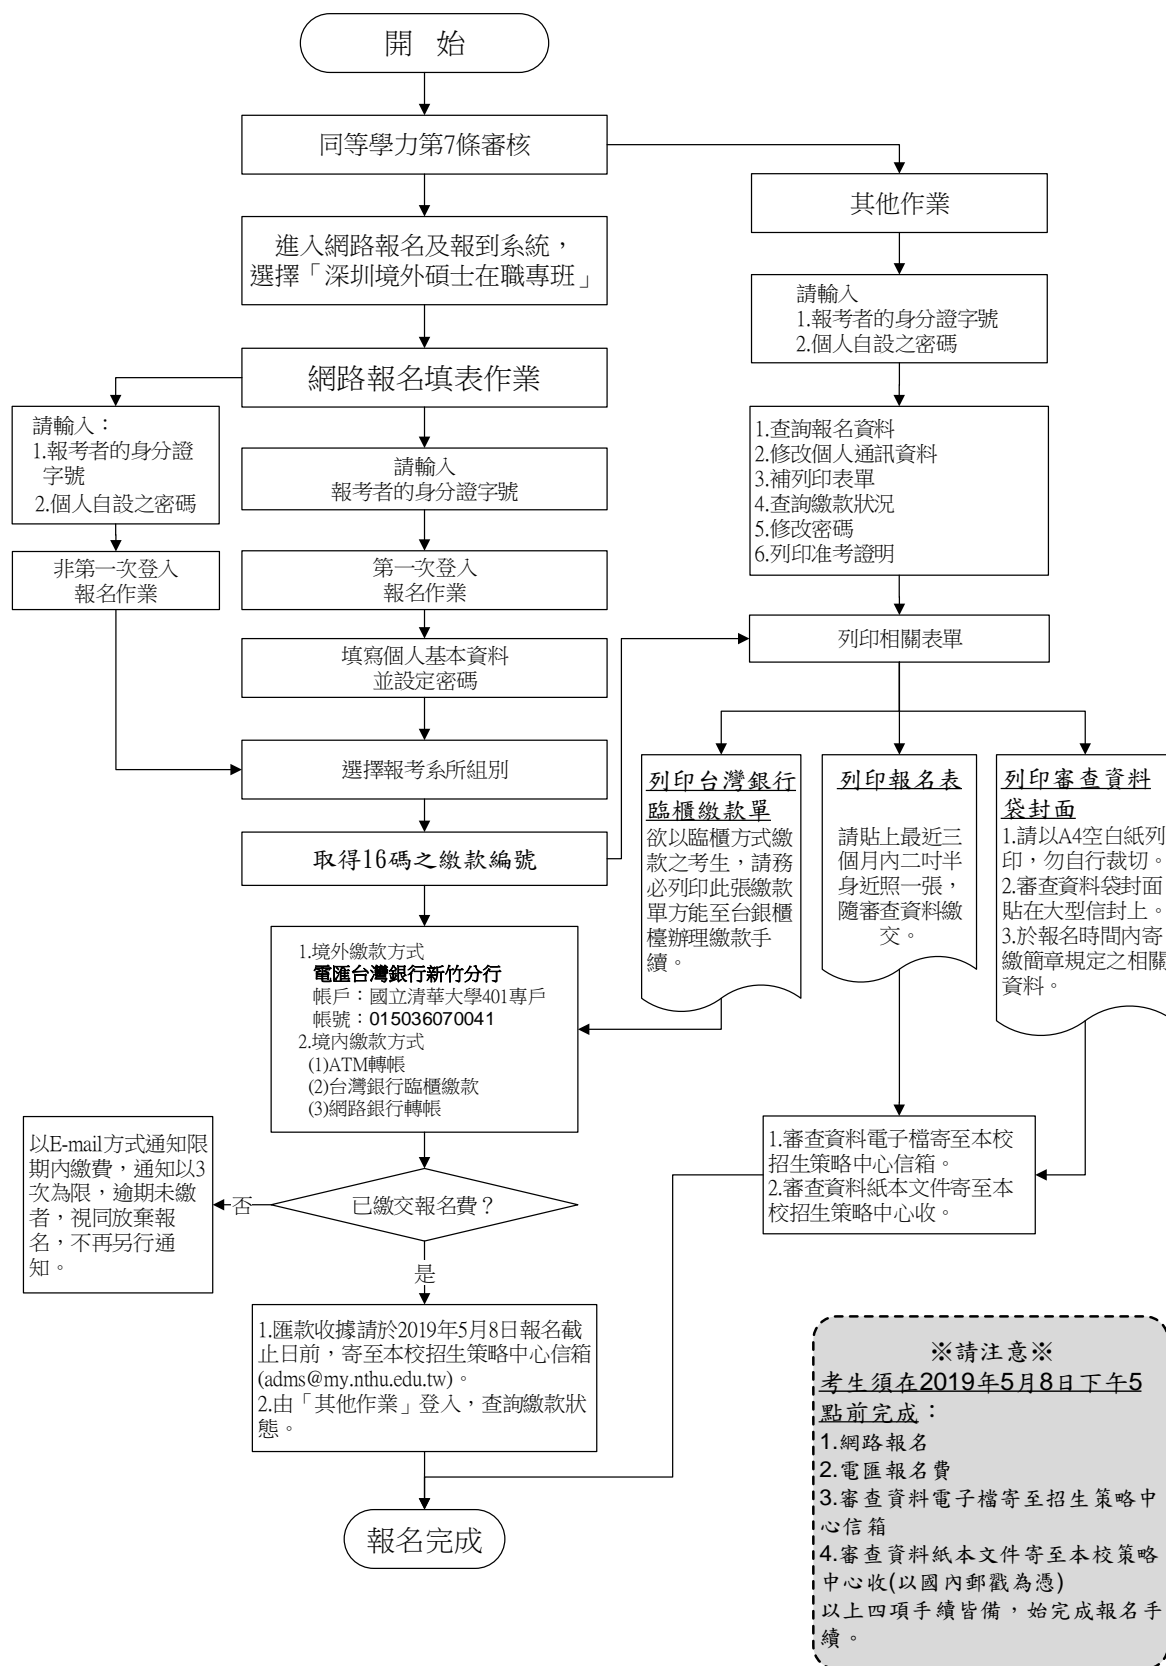 開 始
同等學力第7條審核
其他作業
進入網路報名及報到系統，
選擇「深圳境外碩士在職專班」
請輸入
1.報考者的身分證字號
2.個人自設之密碼
網路報名填表作業
請輸入：
1.報考者的身分證
字號
2.個人自設之密碼
請輸入
報考者的身分證字號
1.查詢報名資料
2.修改個人通訊資料
3.補列印表單
4.查詢繳款狀況
5.修改密碼
6.列印准考證明
非第一次登入
報名作業
第一次登入
報名作業
填寫個人基本資料
並設定密碼
列印相關表單
選擇報考系所組別
取得16碼之繳款編號
列印台灣銀行
臨櫃繳款單
欲以臨櫃方式繳
款之考生，請務
必列印此張繳款
單方能至台銀櫃
檯辦理繳款手
續。
列印報名表
請貼上最近三
個月內二吋半
身近照一張，
隨審查資料繳
交。
列印審查資料
袋封面
1.請以A4空白紙列
印，勿自行裁切。
2.審查資料袋封面
貼在大型信封上。
3.於報名時間內寄
繳簡章規定之相關
資料。
1.境外繳款方式
電匯台灣銀行新竹分行
帳戶：國立清華大學401專戶
帳號：015036070041
2.境內繳款方式
(1)ATM轉帳
(2)台灣銀行臨櫃繳款
(3)網路銀行轉帳
以E-mail方式通知限
期內繳費，通知以3
次為限，逾期未繳
者，視同放棄報
名，不再另行通
知。
否
已繳交報名費？
是
1.審查資料電子檔寄至本校
招生策略中心信箱。
2.審查資料紙本文件寄至本
校招生策略中心收。
1.匯款收據請於2019年5月8日報名截
止日前，寄至本校招生策略中心信箱
(adms@my.nthu.edu.tw)。
2.由「其他作業」登入，查詢繳款狀
態。
報名完成
※請注意※
考生須在2019年5月8日下午5
點前完成：
1.網路報名
2.電匯報名費
3.審查資料電子檔寄至招生策略中
心信箱
4.審查資料紙本文件寄至本校策略
中心收(以國內郵戳為憑)
以上四項手續皆備，始完成報名手
續。